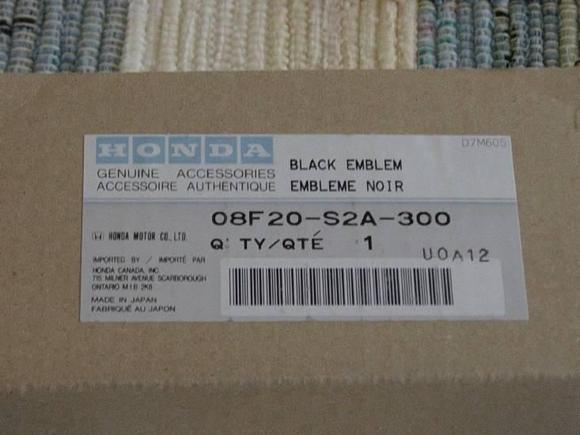 HONDA
GENUINE ACCESSORIES
ACCESSOIRE AUTHENTIQUE
BLACK EMBLEM
EMBLEME NOIR
D7M605
08F20-S2A-300
HONDA MOTOR CO., LTD.
Q'TY/QTÉ 1
U0A12
IMPORTED BY / IMPORTÉ PAR
HONDA CANADA, INC.
715 MILNER AVENUE SCARBOROUGH
ONTARIO M1B 2K8
MADE IN JAPAN
FABRIQUÉ AU JAPON